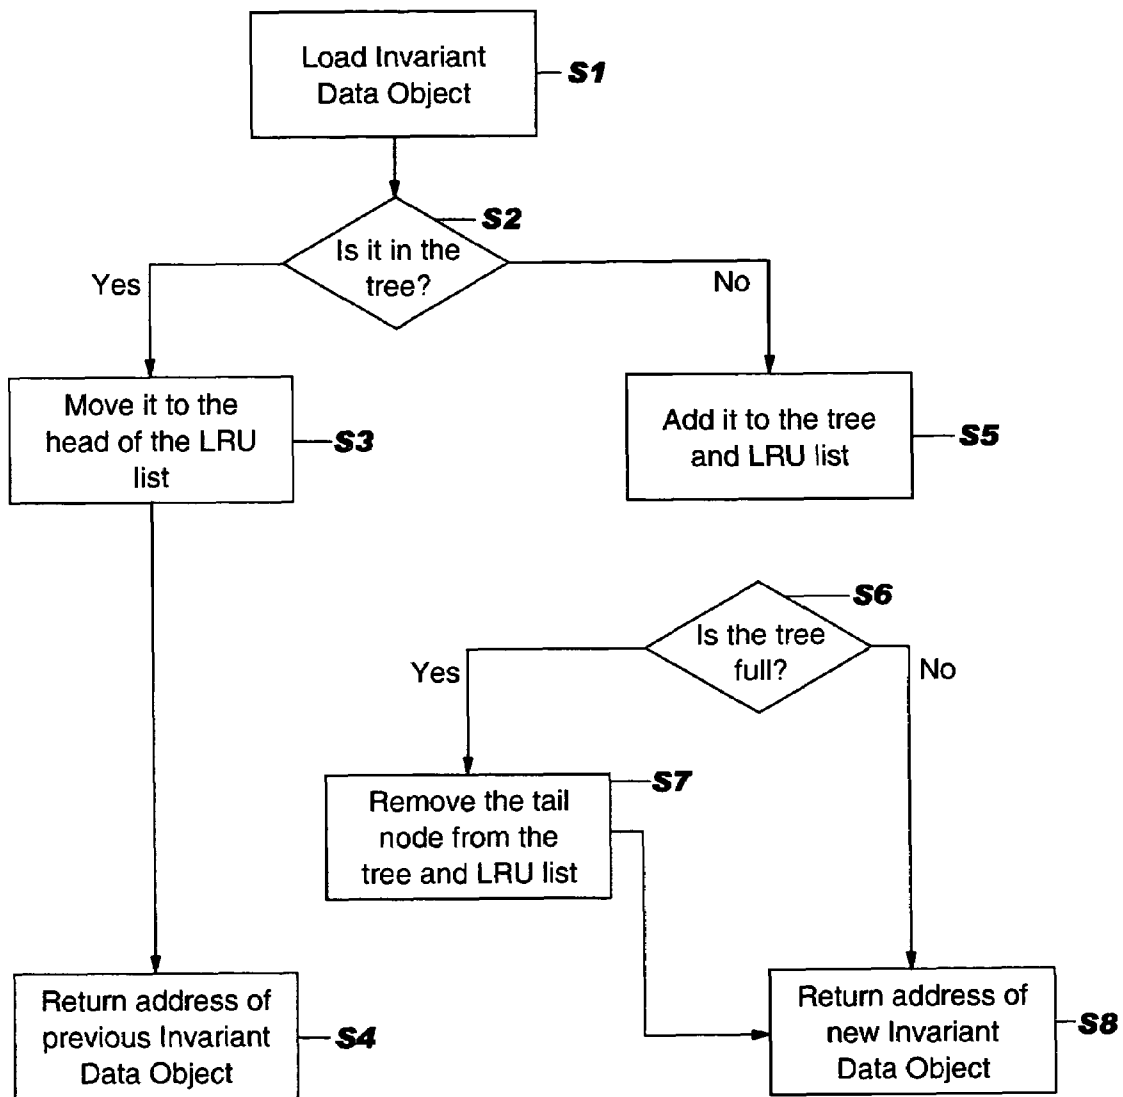 Load Invariant
Data Object
S1
Is it in the
tree?
S2
Yes
No
Move it to the
head of the LRU
list
S3
Add it to the tree
and LRU list
S5
Is the tree
full?
S6
Yes
No
Remove the tail
node from the
tree and LRU list
S7
Return address of
previous Invariant
Data Object
S4
Return address of
new Invariant
Data Object
S8